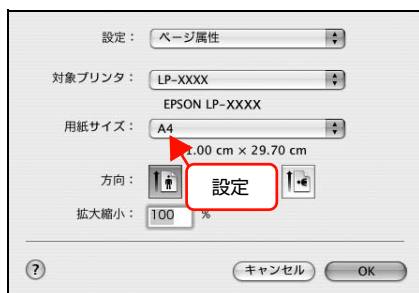 設定： ページ属性
対象プリンタ： LP-XXXX
EPSON LP-XXXX
用紙サイズ： A4
1.00 cm × 29.70 cm
方向：
設定
拡大縮小： 100 %
? キャンセル OK